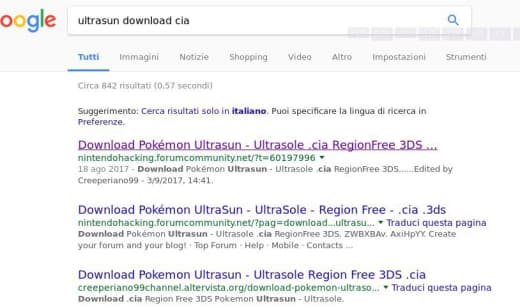 oogle
ultrasun download cia
Tutti Immagini Notizie Shopping Video Altro Impostazioni Strumenti
Circa 842 risultati (0,57 secondi)
Suggerimento: Cerca risultati solo in italiano. Puoi specificare la lingua di ricerca in
Preferenze.
Download Pokémon Ultrasun - Ultrasole .cia RegionFree 3DS ...
nintendohacking.forumcommunity.net/?t=60197996
18 ago 2017 - Download Pokémon Ultrasun - Ultrasole .cia RegionFree 3DS......Edited by
Creeperiano99 - 3/9/2017, 14:41.
Download Pokémon UltraSun - UltraSole - Region Free - .cia .3ds
nintendohacking.forumcommunity.net/?pag=download...ultrasu... Traduci questa pagina
Download Pokémon Ultrasun - Ultrasole .cia RegionFree 3DS. ZWBXBAv. AxiHpYY. Create
your forum and your blog! · Top Forum · Help · Mobile · Contacts ...
Download Pokemon Ultrasun - Ultrasole Region Free 3DS .cia
creeperiano99channel.altervista.org/download-pokemon-ultraso... Traduci questa pagina
Download .cia Region Free 3DS Pokemon Ultrasun - Ultrasole.